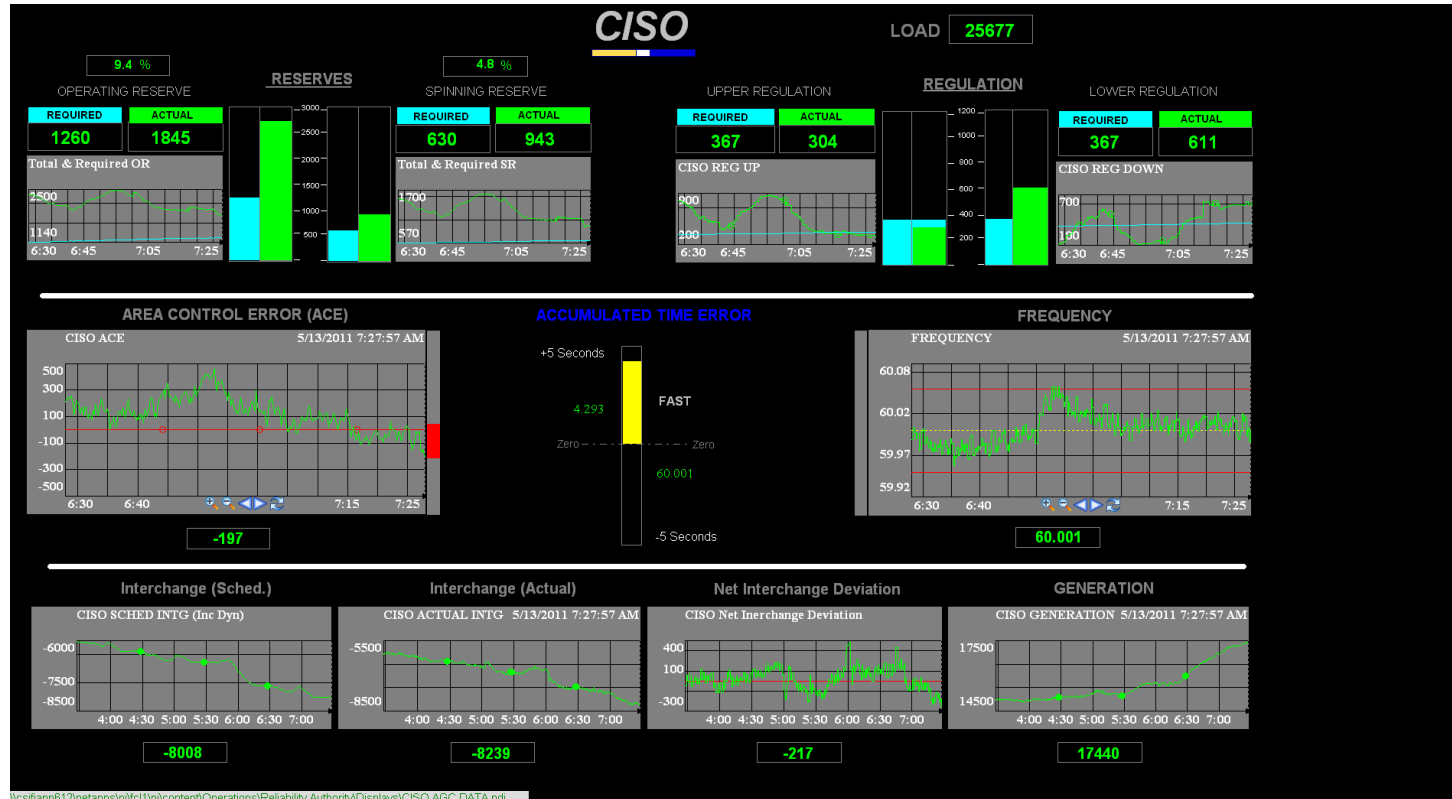 CISO
LOAD 25677
9.4 %
RESERVES
4.8 %
OPERATING RESERVE
SPINNING RESERVE
REQUIRED ACTUAL
1260 1845
Total & Required OR
2500
1140
6:30 6:45 7:05 7:25
3000
2500
2000
1500
1000
500
REQUIRED ACTUAL
630 943
Total & Required SR
1700
570
6:30 6:45 7:05 7:25
REGULATION
UPPER REGULATION
LOWER REGULATION
REQUIRED ACTUAL
367 304
CISO REG UP
900
200
6:30 6:45 7:05 7:25
1200
1000
800
600
400
200
REQUIRED ACTUAL
367 611
CISO REG DOWN
700
100
6:30 6:45 7:05 7:25
AREA CONTROL ERROR (ACE)
CISO ACE 5/13/2011 7:27:57 AM
500
300
100
-100
-300
-500
6:30 6:40 7:15 7:25
-197
ACCUMULATED TIME ERROR
+5 Seconds
4.293
FAST
Zero Zero
60.001
-5 Seconds
FREQUENCY
FREQUENCY 5/13/2011 7:27:57 AM
60.08
60.02
59.97
59.92
6:30 6:40 7:15 7:25
60.001
Interchange (Sched.)
CISO SCHED INTG (Inc Dyn)
-6000
-7500
-8500
4:00 4:30 5:00 5:30 6:00 6:30 7:00
-8008
Interchange (Actual)
CISO ACTUAL INTG 5/13/2011 7:27:57 AM
-5500
-8500
4:00 4:30 5:00 5:30 6:00 6:30 7:00
-8239
Net Interchange Deviation
CISO Net Inerchange Deviation
400
100
-300
4:00 4:30 5:00 5:30 6:00 6:30 7:00
-217
GENERATION
CISO GENERATION 5/13/2011 7:27:57 AM
17500
14500
4:00 4:30 5:00 5:30 6:00 6:30 7:00
17440